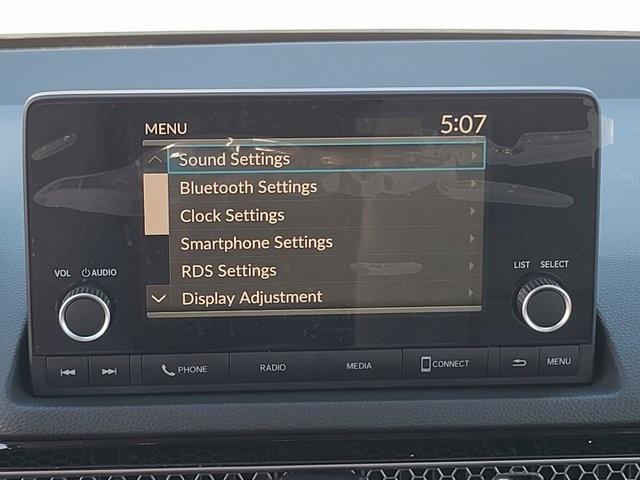 MENU 5:07
Sound Settings
Bluetooth Settings
Clock Settings
Smartphone Settings
RDS Settings
Display Adjustment
VOL AUDIO
LIST SELECT
PHONE RADIO MEDIA CONNECT MENU